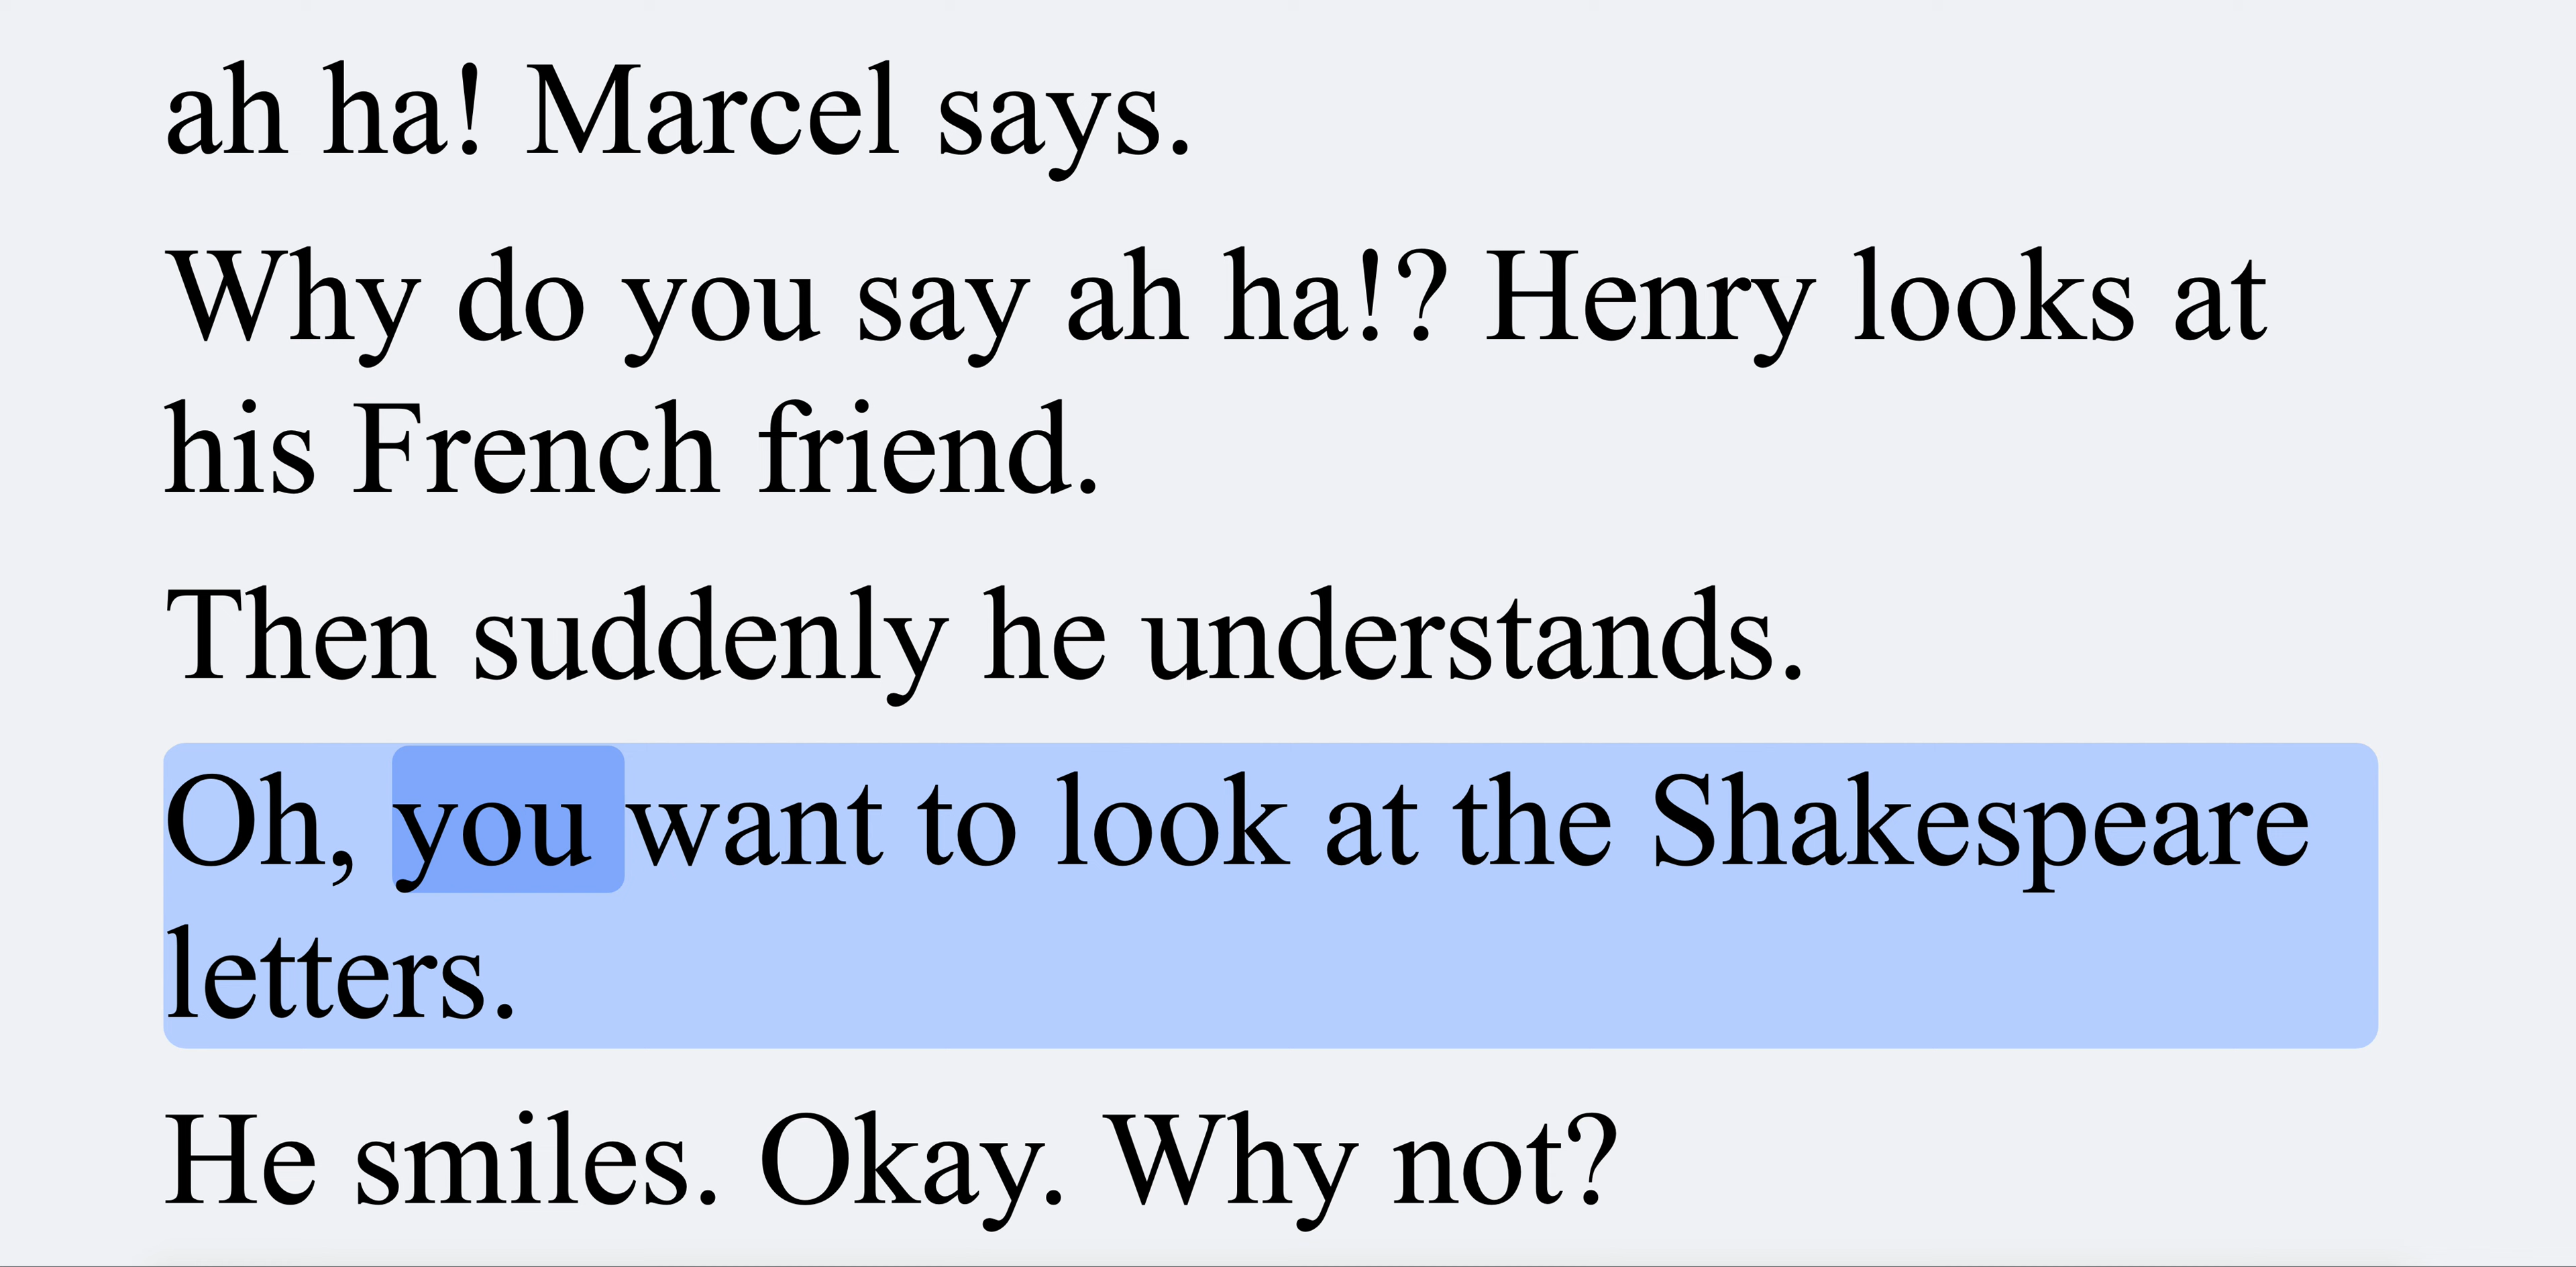 ah ha! Marcel says.
Why do you say ah ha!? Henry looks at
his French friend.
Then suddenly he understands.
Oh, you want to look at the Shakespeare
letters.
He smiles. Okay. Why not?